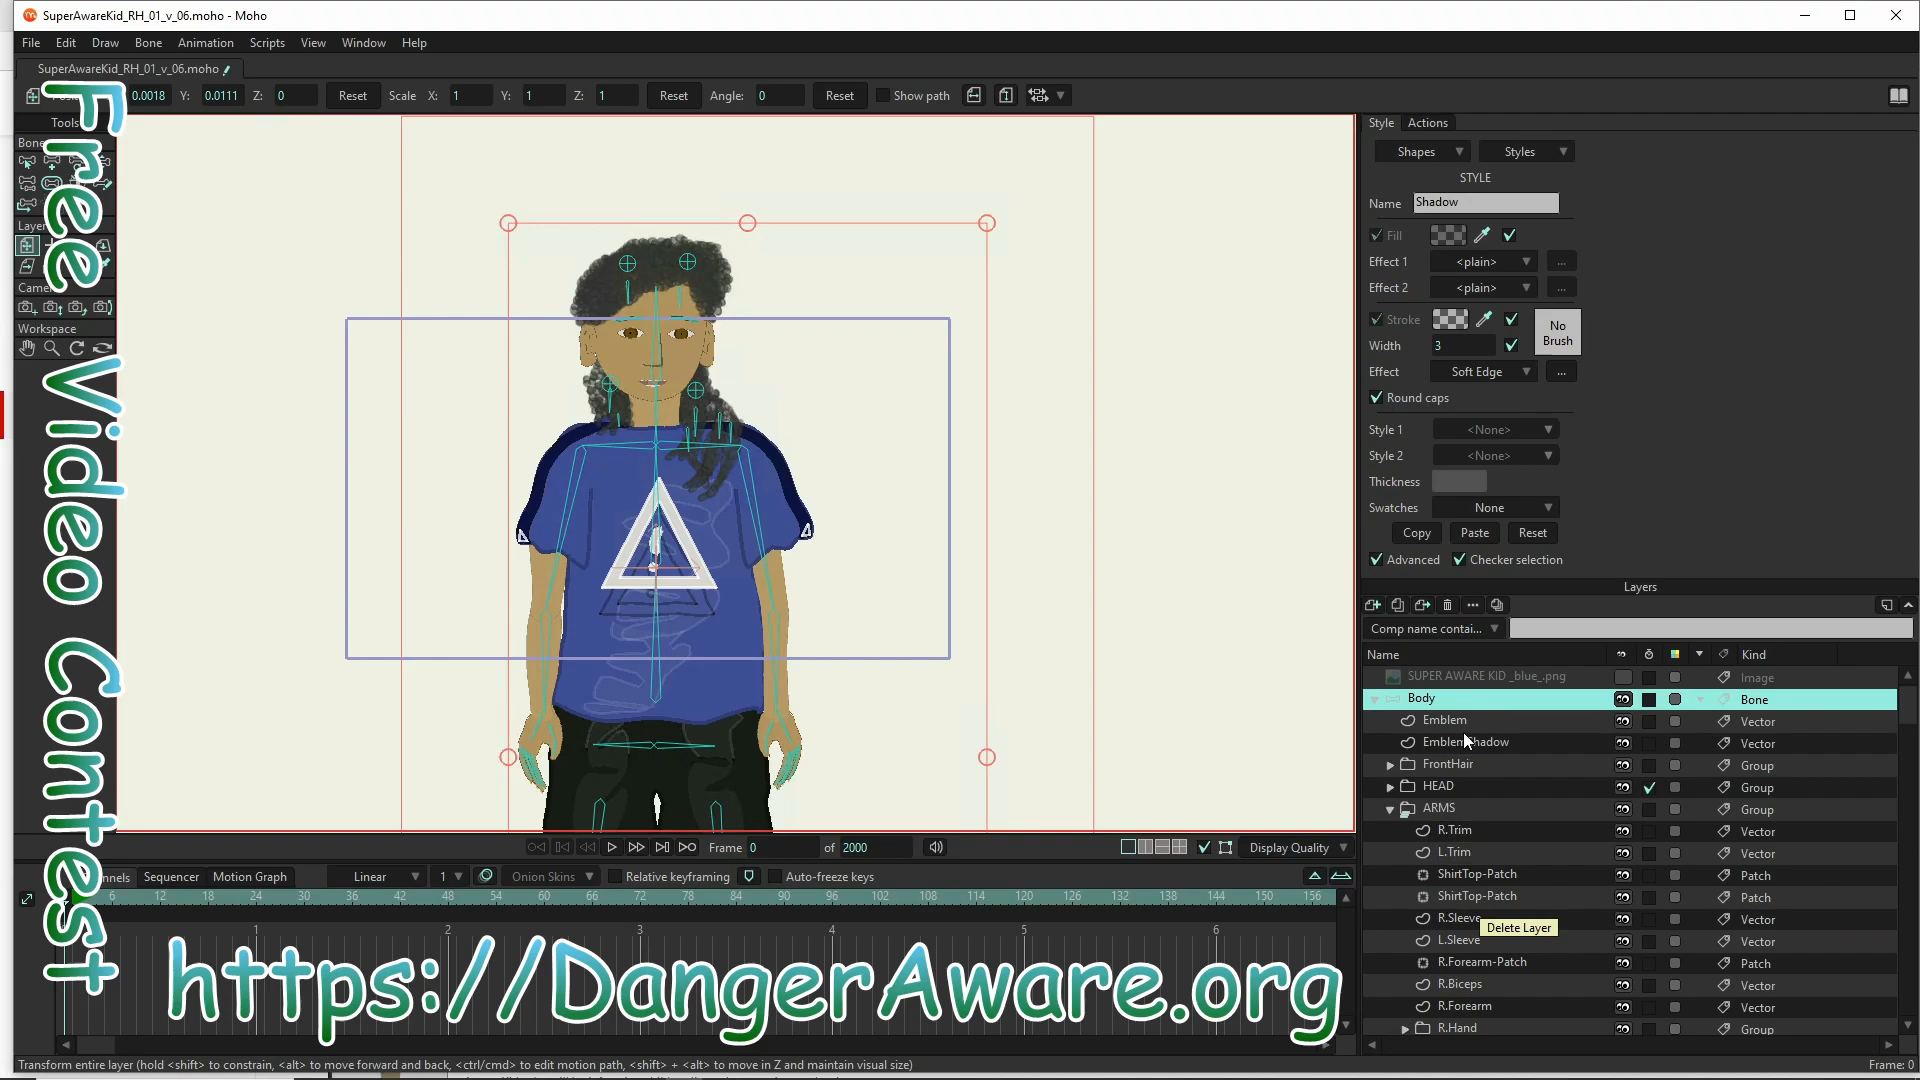 SuperAwareKid_RH_01_v_06.moho - Moho
File Edit Draw Bone Animation Scripts View Window Help
SuperAwareKid_RH_01_v_06.moho
0.0018 Y: 0.0111 Z: 0 Reset Scale X: 1 Y: 1 Z: 1 Reset Angle: 0 Reset Show path
Tools
Bone
Layer
Camera
Workspace
Free Video Contest
https://DangerAware.org
Style Actions
Shapes Styles
STYLE
Name Shadow
Fill
Effect 1 <plain> ...
Effect 2 <plain> ...
Stroke
No Brush
Width 3
Effect Soft Edge ...
Round caps
Style 1 <None>
Style 2 <None>
Thickness
Swatches None
Copy Paste Reset
Advanced Checker selection
Layers
Comp name contai...
Name Kind
SUPER AWARE KID _blue_.png Image
Body Bone
Emblem Vector
Emblem Shadow Vector
FrontHair Group
HEAD Group
ARMS Group
R.Trim Vector
L.Trim Vector
ShirtTop-Patch Patch
ShirtTop-Patch Patch
R.Sleeve Vector
Delete Layer
L.Sleeve Vector
R.Forearm-Patch Patch
R.Biceps Vector
R.Forearm Vector
R.Hand Group
Frame 0 of 2000 Display Quality
nnels Sequencer Motion Graph Linear 1 Onion Skins Relative keyframing Auto-freeze keys
6 12 18 24 30 36 42 48 54 60 66 72 78 84 90 96 102 108 114 120 126 132 138 144 150 156
1 2 3 4 5 6
Transform entire layer (hold <shift> to constrain, <alt> to move forward and back, <ctrl/cmd> to edit motion path, <shift> + <alt> to move in Z and maintain visual size)
Frame: 0